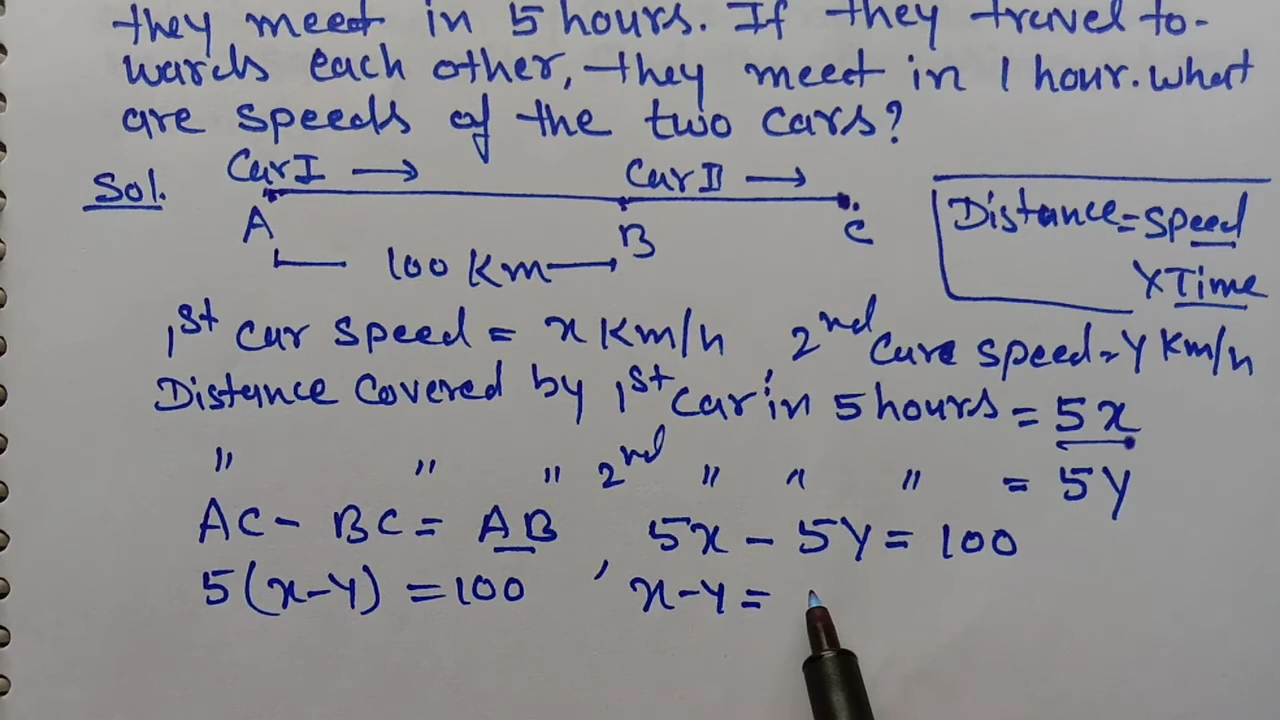 they meet in 5 hours. If they travel to-
wards each other, they meet in 1 hour. What
are speeds of the two cars?
Sol. Car I → Car II →
A B C
100 Km
Distance = Speed
X Time
1st Car Speed = x Km/h, 2nd Care speed = Y Km/h
Distance Covered by 1st Car in 5 hours = 5x
" " " 2nd " " " = 5Y
AC - BC = AB 5x - 5Y = 100
5(x-Y) = 100 , x-Y =